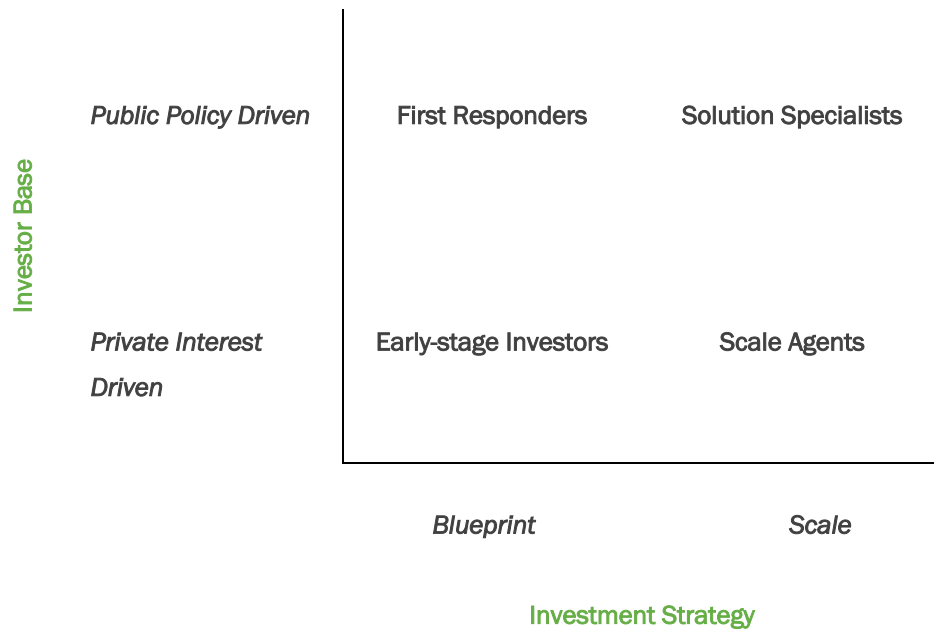 Public Policy Driven First Responders Solution Specialists
Investor Base
Private Interest Early-stage Investors Scale Agents
Driven
Blueprint Scale
Investment Strategy